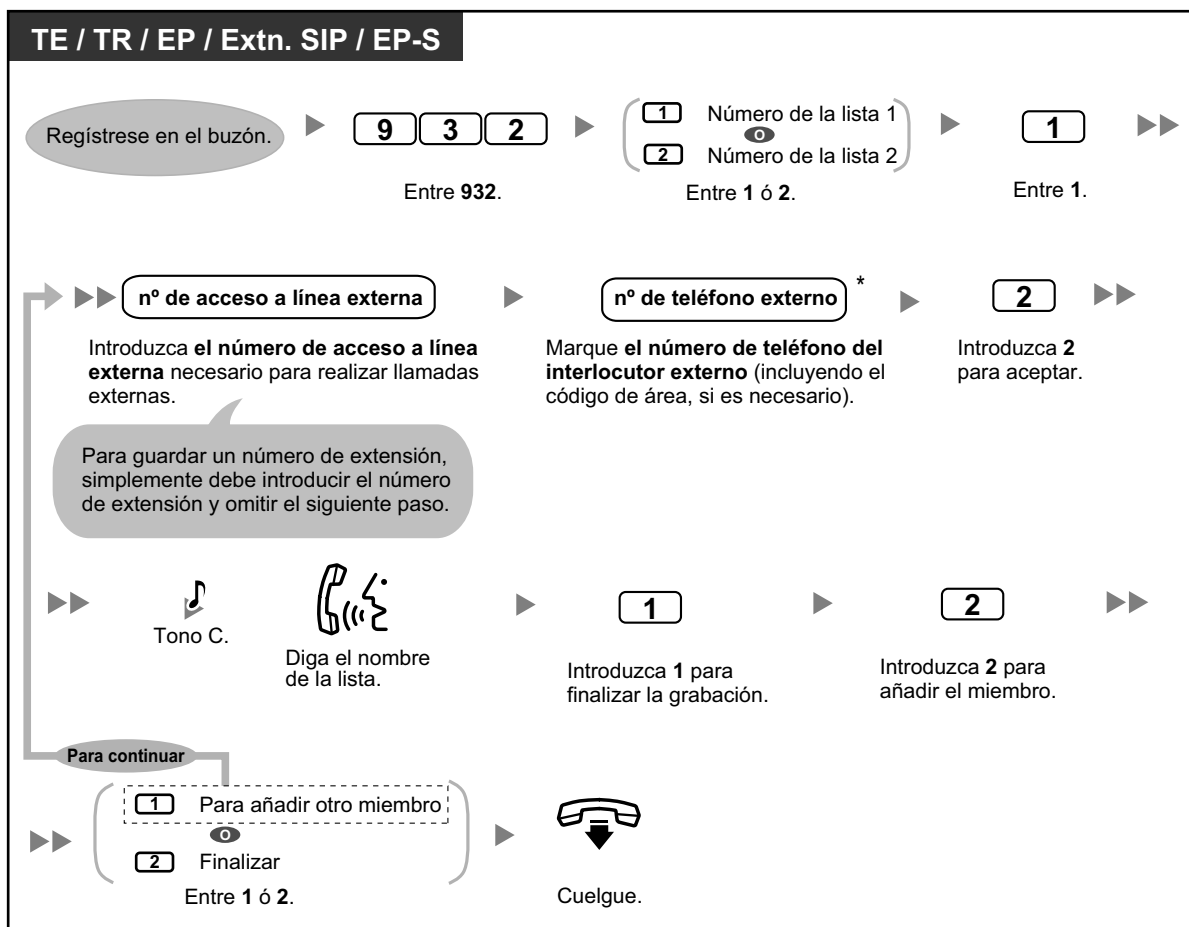 TE / TR / EP / Extn. SIP / EP-S
Regístrese en el buzón.
9 3 2
Entre 932.
1 Número de la lista 1
O
2 Número de la lista 2
Entre 1 ó 2.
1
Entre 1.
nº de acceso a línea externa
Introduzca el número de acceso a línea
externa necesario para realizar llamadas
externas.
Para guardar un número de extensión,
simplemente debe introducir el número
de extensión y omitir el siguiente paso.
nº de teléfono externo *
Marque el número de teléfono del
interlocutor externo (incluyendo el
código de área, si es necesario).
2
Introduzca 2
para aceptar.
Tono C.
Diga el nombre
de la lista.
1
Introduzca 1 para
finalizar la grabación.
2
Introduzca 2 para
añadir el miembro.
Para continuar
1 Para añadir otro miembro
O
2 Finalizar
Entre 1 ó 2.
Cuelgue.